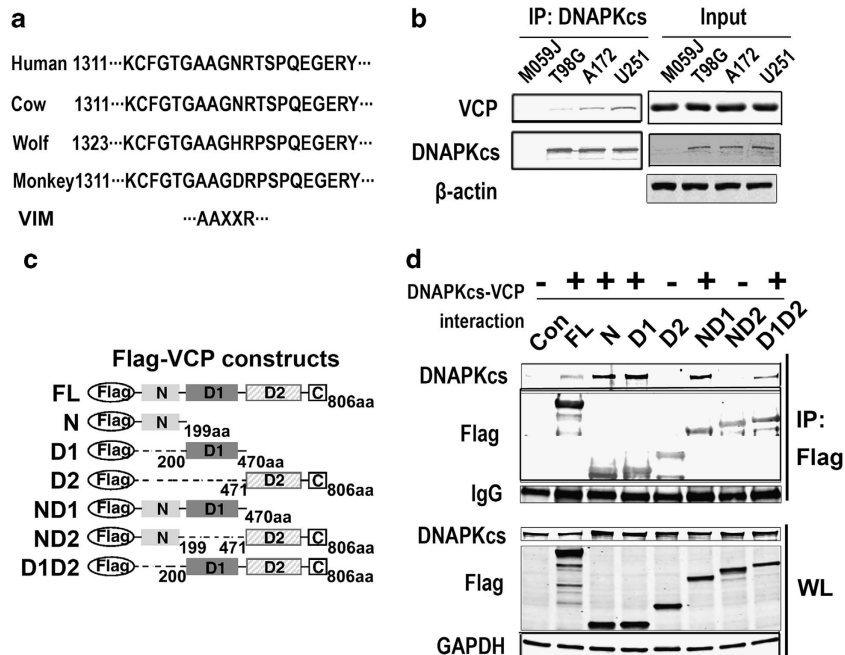 a
Human 1311···KCFGTGAAGNRTSPQEGERY···
Cow 1311···KCFGTGAAGNRTSPQEGERY···
Wolf 1323···KCFGTGAAGHRPSPQEGERY···
Monkey1311···KCFGTGAAGDRPSPQEGERY···
VIM ···AAXXR···
b
IP: DNAPKcs Input
M059J T98G A172 U251 M059J T98G A172 U251
VCP
DNAPKcs
β-actin
c
Flag-VCP constructs
FL Flag N D1 D2 C 806aa
N Flag N 199aa
D1 Flag 200 D1 470aa
D2 Flag 471 D2 C 806aa
ND1 Flag N D1 470aa
ND2 Flag N 199 471 D2 C 806aa
D1D2 Flag 200 D1 D2 C 806aa
d
DNAPKcs-VCP interaction - + + + - + - +
Con FL N D1 D2 ND1 ND2 D1D2
DNAPKcs
Flag
IgG
IP: Flag
DNAPKcs
Flag
GAPDH
WL